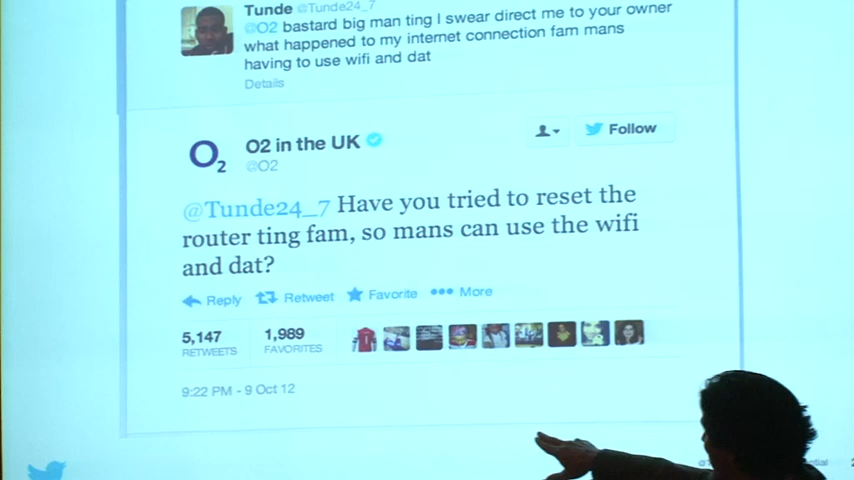 Tunde @Tunde24_7
@O2 bastard big man ting I swear direct me to your owner
what happened to my internet connection fam mans
having to use wifi and dat
Details
O2 O2 in the UK
@O2
Follow
@Tunde24_7 Have you tried to reset the
router ting fam, so mans can use the wifi
and dat?
Reply Retweet Favorite More
5,147 1,989
RETWEETS FAVORITES
9:22 PM - 9 Oct 12